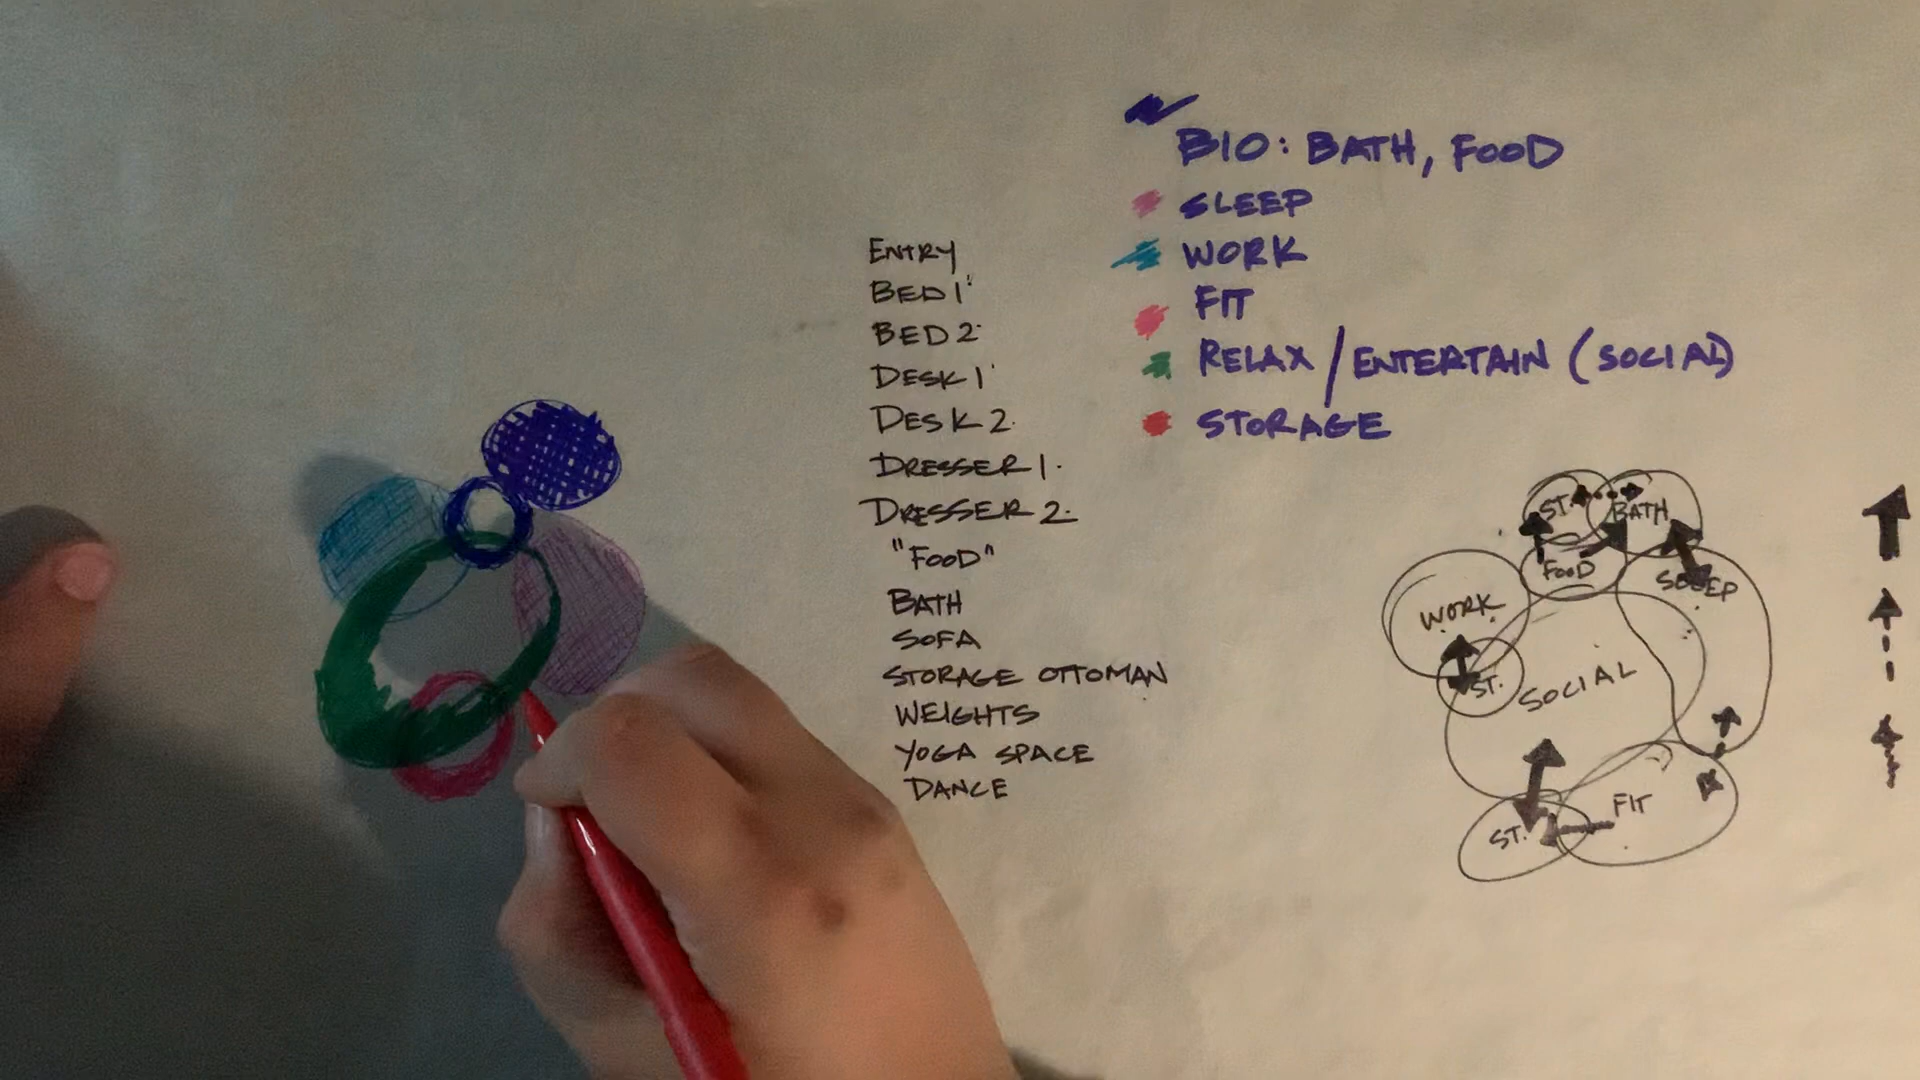 ENTRY
BED 1
BED 2
DESK 1
DESK 2
DRESSER 1
DRESSER 2
"FOOD"
BATH
SOFA
STORAGE OTTOMAN
WEIGHTS
YOGA SPACE
DANCE
BIO: BATH, FOOD
SLEEP
WORK
FIT
RELAX / ENTERTAIN (SOCIAL)
STORAGE
ST.
BATH
FOOD
SLEEP
WORK
ST.
SOCIAL
FIT
ST.